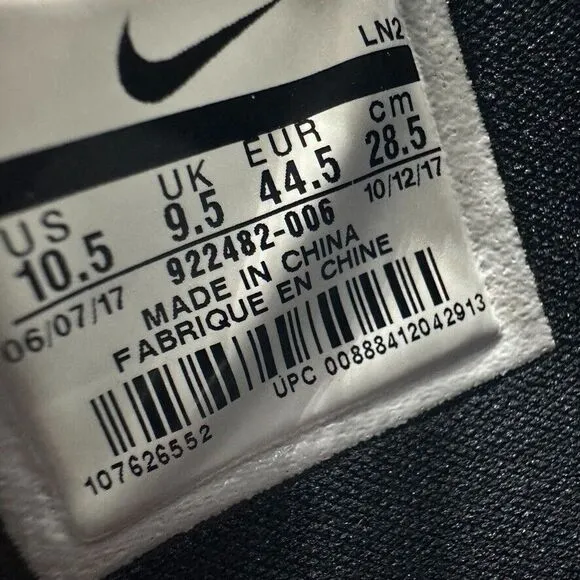 LN2
US UK EUR cm
10.5 9.5 44.5 28.5
06/07/17 922482-006 10/12/17
MADE IN CHINA
FABRIQUE EN CHINE
UPC 00888412042913
107626552